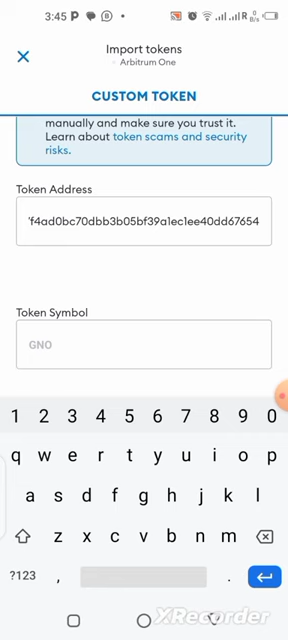 3:45
Import tokens
Arbitrum One
CUSTOM TOKEN
manually and make sure you trust it.
Learn about token scams and security
risks.
Token Address
f4ad0bc70dbb3b05bf39a1ec1ee40dd67654
Token Symbol
GNO
1 2 3 4 5 6 7 8 9 0
q w e r t y u i o p
a s d f g h j k l
z x c v b n m
?123 , .
XRecorder